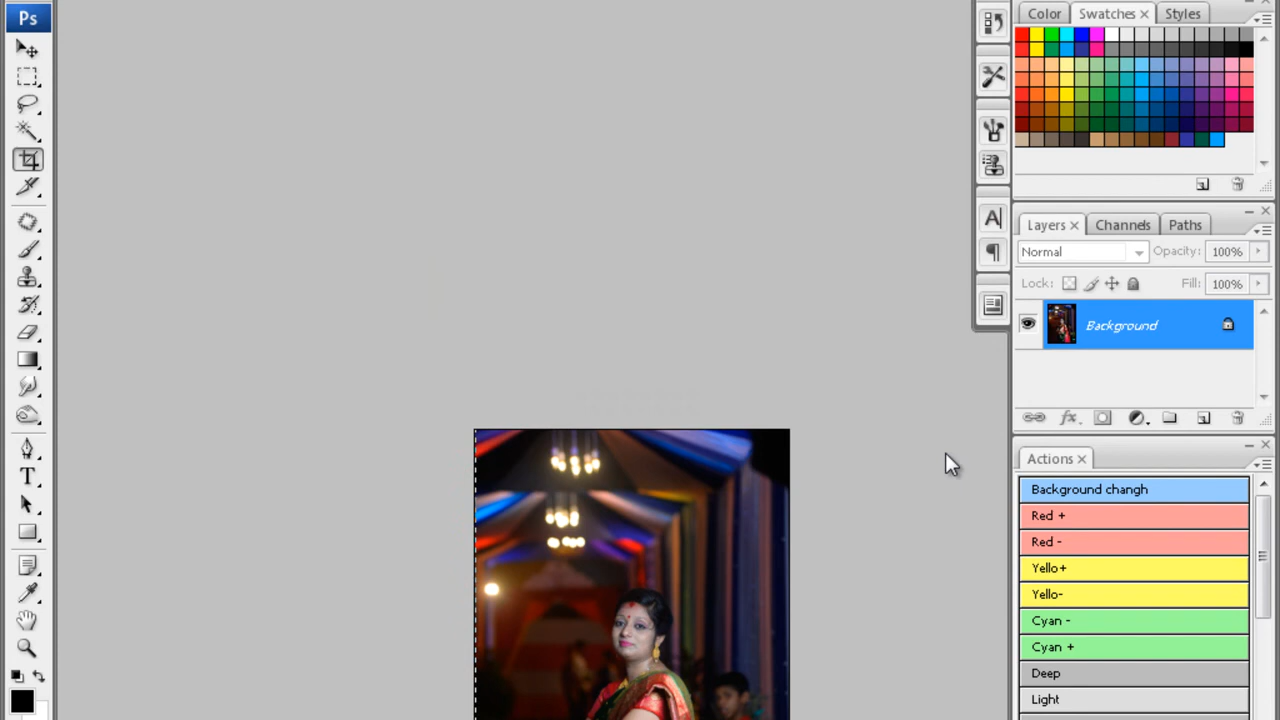 Ps
Color Swatches × Styles
Layers × Channels Paths
Normal Opacity: 100%
Lock: Fill: 100%
Background
A
T
Actions ×
Background changh
Red +
Red -
Yello+
Yello-
Cyan -
Cyan +
Deep
Light